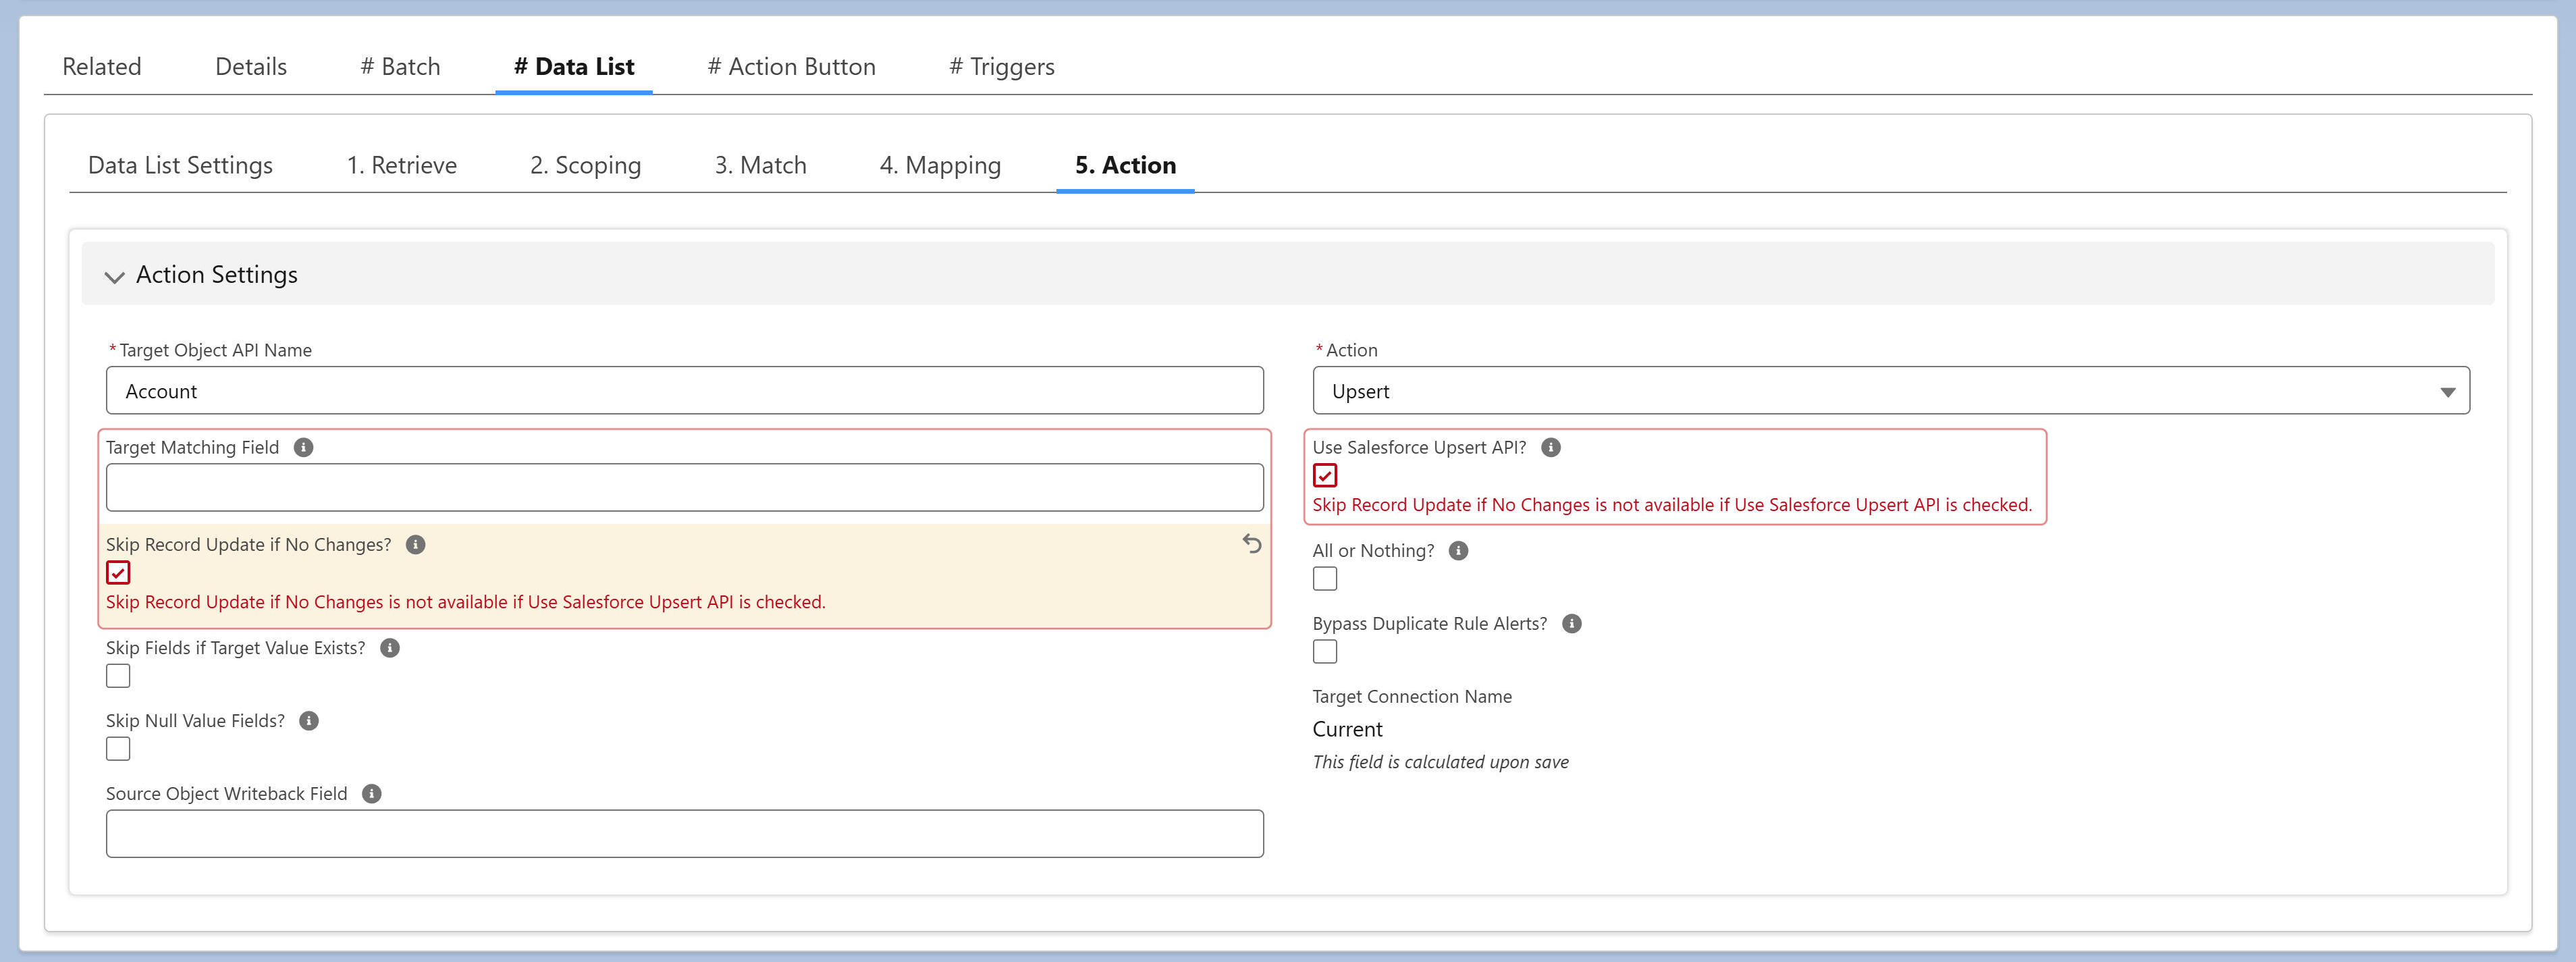 Related
Details
# Batch
# Data List
# Action Button
# Triggers
Data List Settings
1. Retrieve
2. Scoping
3. Match
4. Mapping
5. Action
Action Settings
* Target Object API Name
Account
* Action
Upsert
Target Matching Field
Use Salesforce Upsert API?
Skip Record Update if No Changes is not available if Use Salesforce Upsert API is checked.
Skip Record Update if No Changes?
Skip Record Update if No Changes is not available if Use Salesforce Upsert API is checked.
All or Nothing?
Bypass Duplicate Rule Alerts?
Skip Fields if Target Value Exists?
Target Connection Name
Current
This field is calculated upon save
Skip Null Value Fields?
Source Object Writeback Field